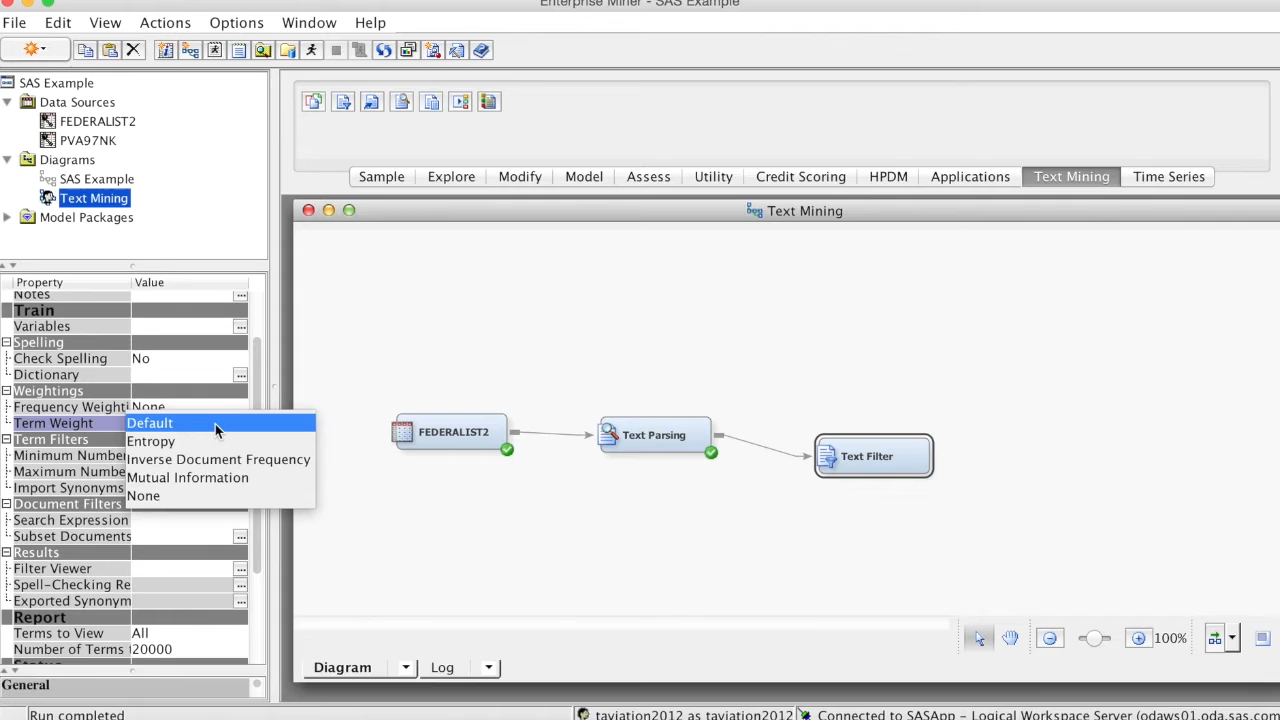 Enterprise Miner - SAS Example
File Edit View Actions Options Window Help
SAS Example
Data Sources
FEDERALIST2
PVA97NK
Diagrams
SAS Example
Text Mining
Model Packages
Sample Explore Modify Model Assess Utility Credit Scoring HPDM Applications Text Mining Time Series
Text Mining
Property Value
Notes
Train
Variables
Spelling
Check Spelling No
Dictionary
Weightings
Frequency Weighti None
Term Weight Default
Entropy
Term Filters
Minimum Numbe Inverse Document Frequency
Maximum Numbe Mutual Information
Import Synonyms None
Document Filters
Search Expression
Subset Documents
Results
Filter Viewer
Spell-Checking Re
Exported Synonym
Report
Terms to View All
Number of Terms t 20000
Status
General
FEDERALIST2
Text Parsing
Text Filter
100%
Diagram Log
Run completed
taviation2012 as taviation2012 Connected to SASApp - Logical Workspace Server (odaws01.oda.sas.com